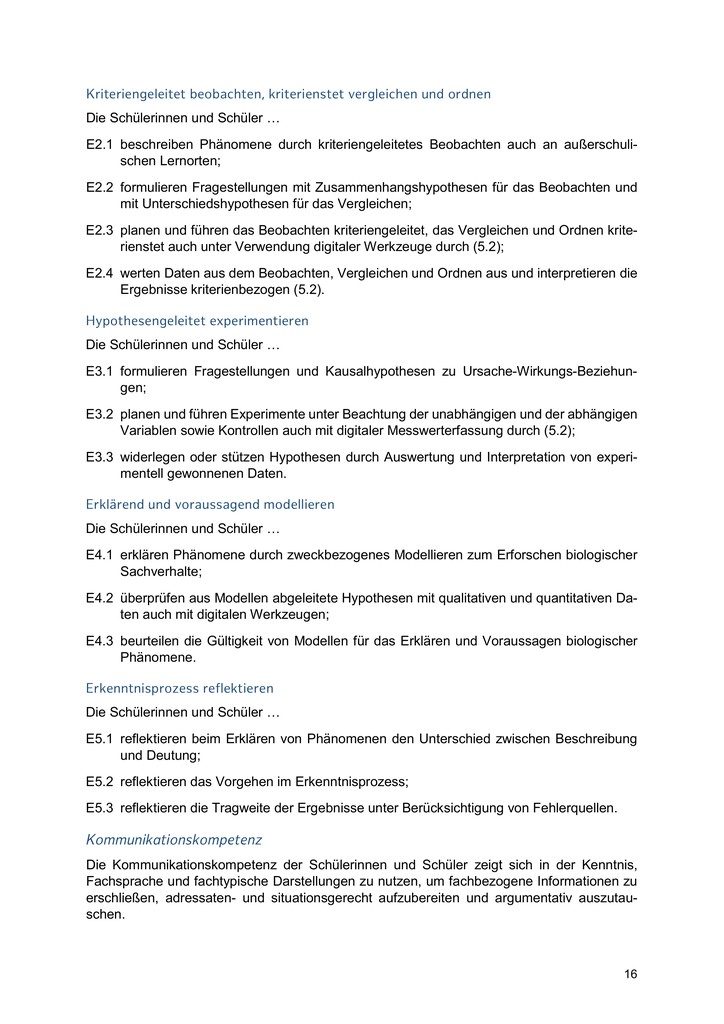 Kriteriengeleitet beobachten, kriterienstet vergleichen und ordnen
Die Schülerinnen und Schüler …
E2.1 beschreiben Phänomene durch kriteriengeleitetes Beobachten auch an außerschuli-
schen Lernorten;
E2.2 formulieren Fragestellungen mit Zusammenhangshypothesen für das Beobachten und
mit Unterschiedshypothesen für das Vergleichen;
E2.3 planen und führen das Beobachten kriteriengeleitet, das Vergleichen und Ordnen krite-
rienstet auch unter Verwendung digitaler Werkzeuge durch (5.2);
E2.4 werten Daten aus dem Beobachten, Vergleichen und Ordnen aus und interpretieren die
Ergebnisse kriterienbezogen (5.2).
Hypothesengeleitet experimentieren
Die Schülerinnen und Schüler …
E3.1 formulieren Fragestellungen und Kausalhypothesen zu Ursache-Wirkungs-Beziehun-
gen;
E3.2 planen und führen Experimente unter Beachtung der unabhängigen und der abhängigen
Variablen sowie Kontrollen auch mit digitaler Messwerterfassung durch (5.2);
E3.3 widerlegen oder stützen Hypothesen durch Auswertung und Interpretation von experi-
mentell gewonnenen Daten.
Erklärend und voraussagend modellieren
Die Schülerinnen und Schüler …
E4.1 erklären Phänomene durch zweckbezogenes Modellieren zum Erforschen biologischer
Sachverhalte;
E4.2 überprüfen aus Modellen abgeleitete Hypothesen mit qualitativen und quantitativen Da-
ten auch mit digitalen Werkzeugen;
E4.3 beurteilen die Gültigkeit von Modellen für das Erklären und Voraussagen biologischer
Phänomene.
Erkenntnisprozess reflektieren
Die Schülerinnen und Schüler …
E5.1 reflektieren beim Erklären von Phänomenen den Unterschied zwischen Beschreibung
und Deutung;
E5.2 reflektieren das Vorgehen im Erkenntnisprozess;
E5.3 reflektieren die Tragweite der Ergebnisse unter Berücksichtigung von Fehlerquellen.
Kommunikationskompetenz
Die Kommunikationskompetenz der Schülerinnen und Schüler zeigt sich in der Kenntnis,
Fachsprache und fachtypische Darstellungen zu nutzen, um fachbezogene Informationen zu
erschließen, adressaten- und situationsgerecht aufzubereiten und argumentativ auszutau-
schen.
16